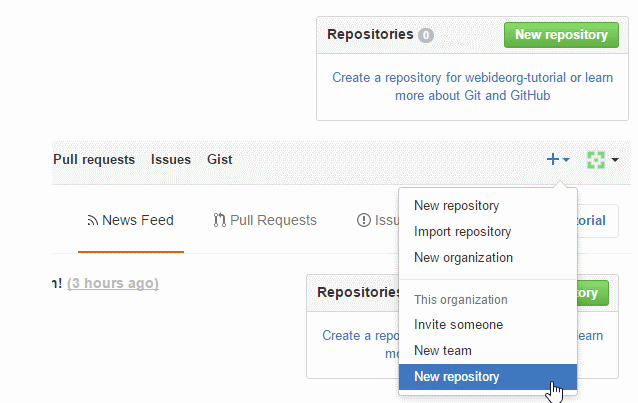 Repositories 0 New repository
Create a repository for webideorg-tutorial or learn
more about Git and GitHub
Pull requests Issues Gist
News Feed Pull Requests Issu torial
New repository
Import repository
New organization
n! (3 hours ago)
Repositories tory
This organization
Create a repo earn
Invite someone
New team
New repository